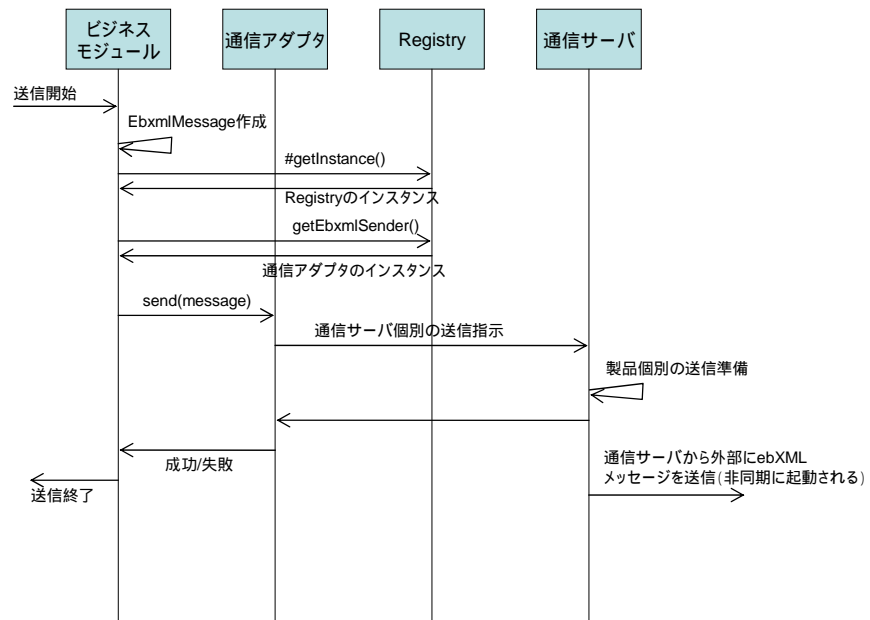 ビジネス
モジュール
通信アダプタ
Registry
通信サーバ
送信開始
EbxmlMessage作成
#getInstance()
Registryのインスタンス
getEbxmlSender()
通信アダプタのインスタンス
send(message)
通信サーバ個別の送信指示
製品個別の送信準備
成功/失敗
通信サーバから外部にebXML
メッセージを送信(非同期に起動される)
送信終了